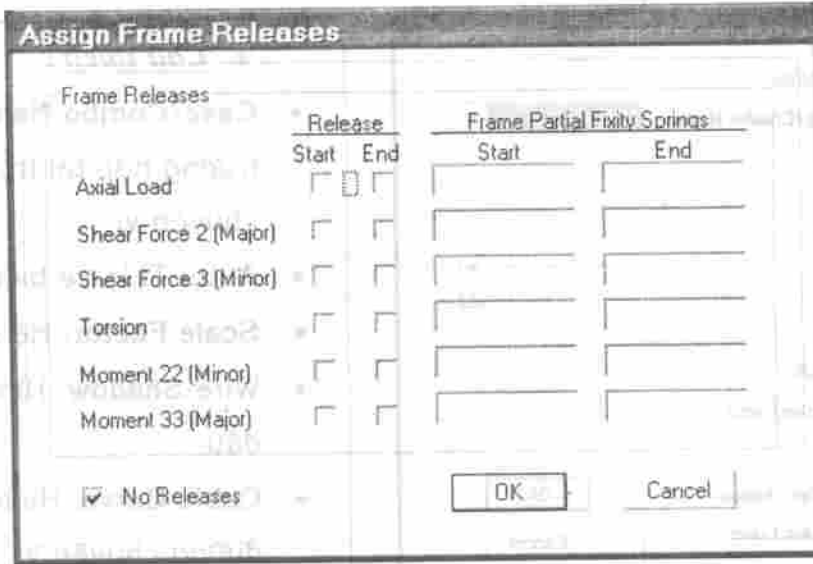 Assign Frame Releases
Frame Releases
Release Frame Partial Fixity Springs
Start End Start End
Axial Load
Shear Force 2 (Major)
Shear Force 3 (Minor)
Torsion
Moment 22 (Minor)
Moment 33 (Major)
No Releases OK Cancel